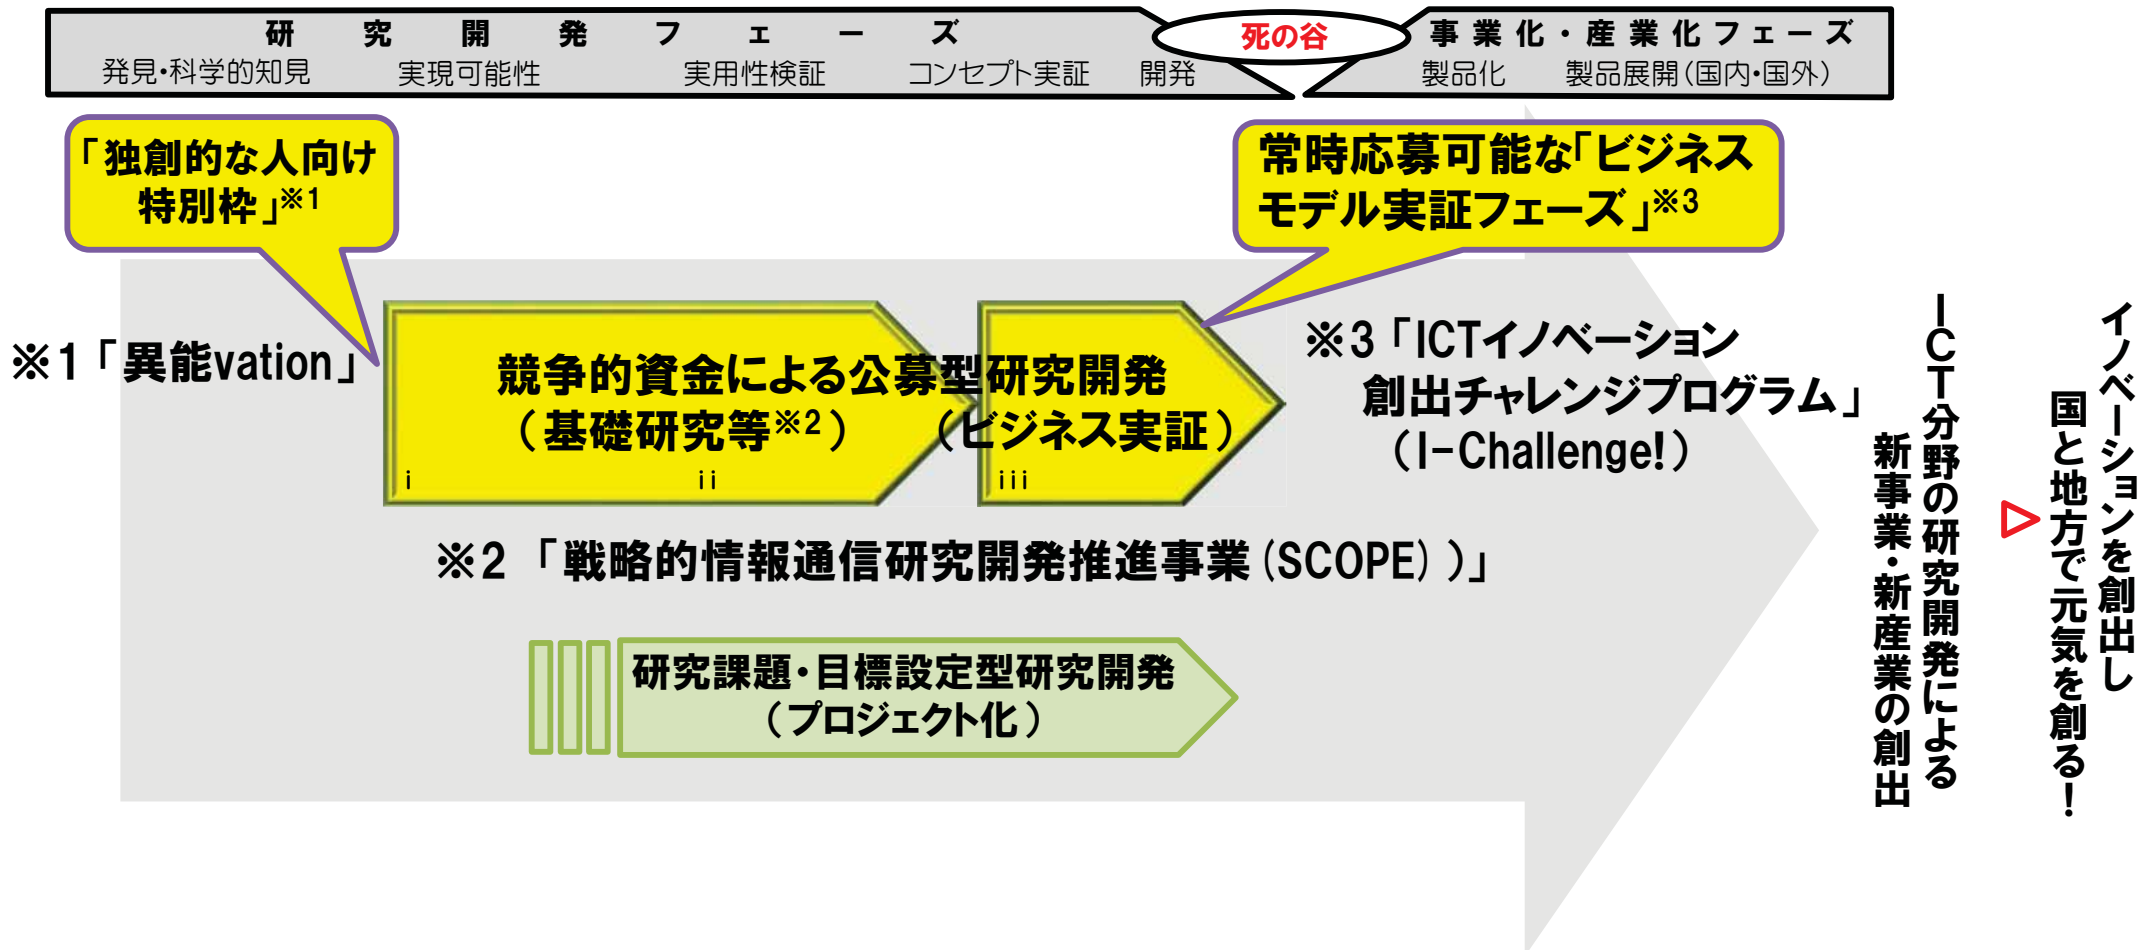 研究開発フェーズ
死の谷
事業化・産業化フェーズ
発見・科学的知見 実現可能性 実用性検証 コンセプト実証 開発
製品化 製品展開(国内・国外)
「独創的な人向け
特別枠」※1
常時応募可能な「ビジネス
モデル実証フェーズ」※3
※1「異能vation」
競争的資金による公募型研究開発
(基礎研究等※2) (ビジネス実証)
i ii iii
※3「ICTイノベーション
創出チャレンジプログラム」
(I-Challenge!)
※2 「戦略的情報通信研究開発推進事業(SCOPE))」
研究課題・目標設定型研究開発
(プロジェクト化)
ICT分野の研究開発による
新事業・新産業の創出
イノベーションを創出し
国と地方で元気を創る!